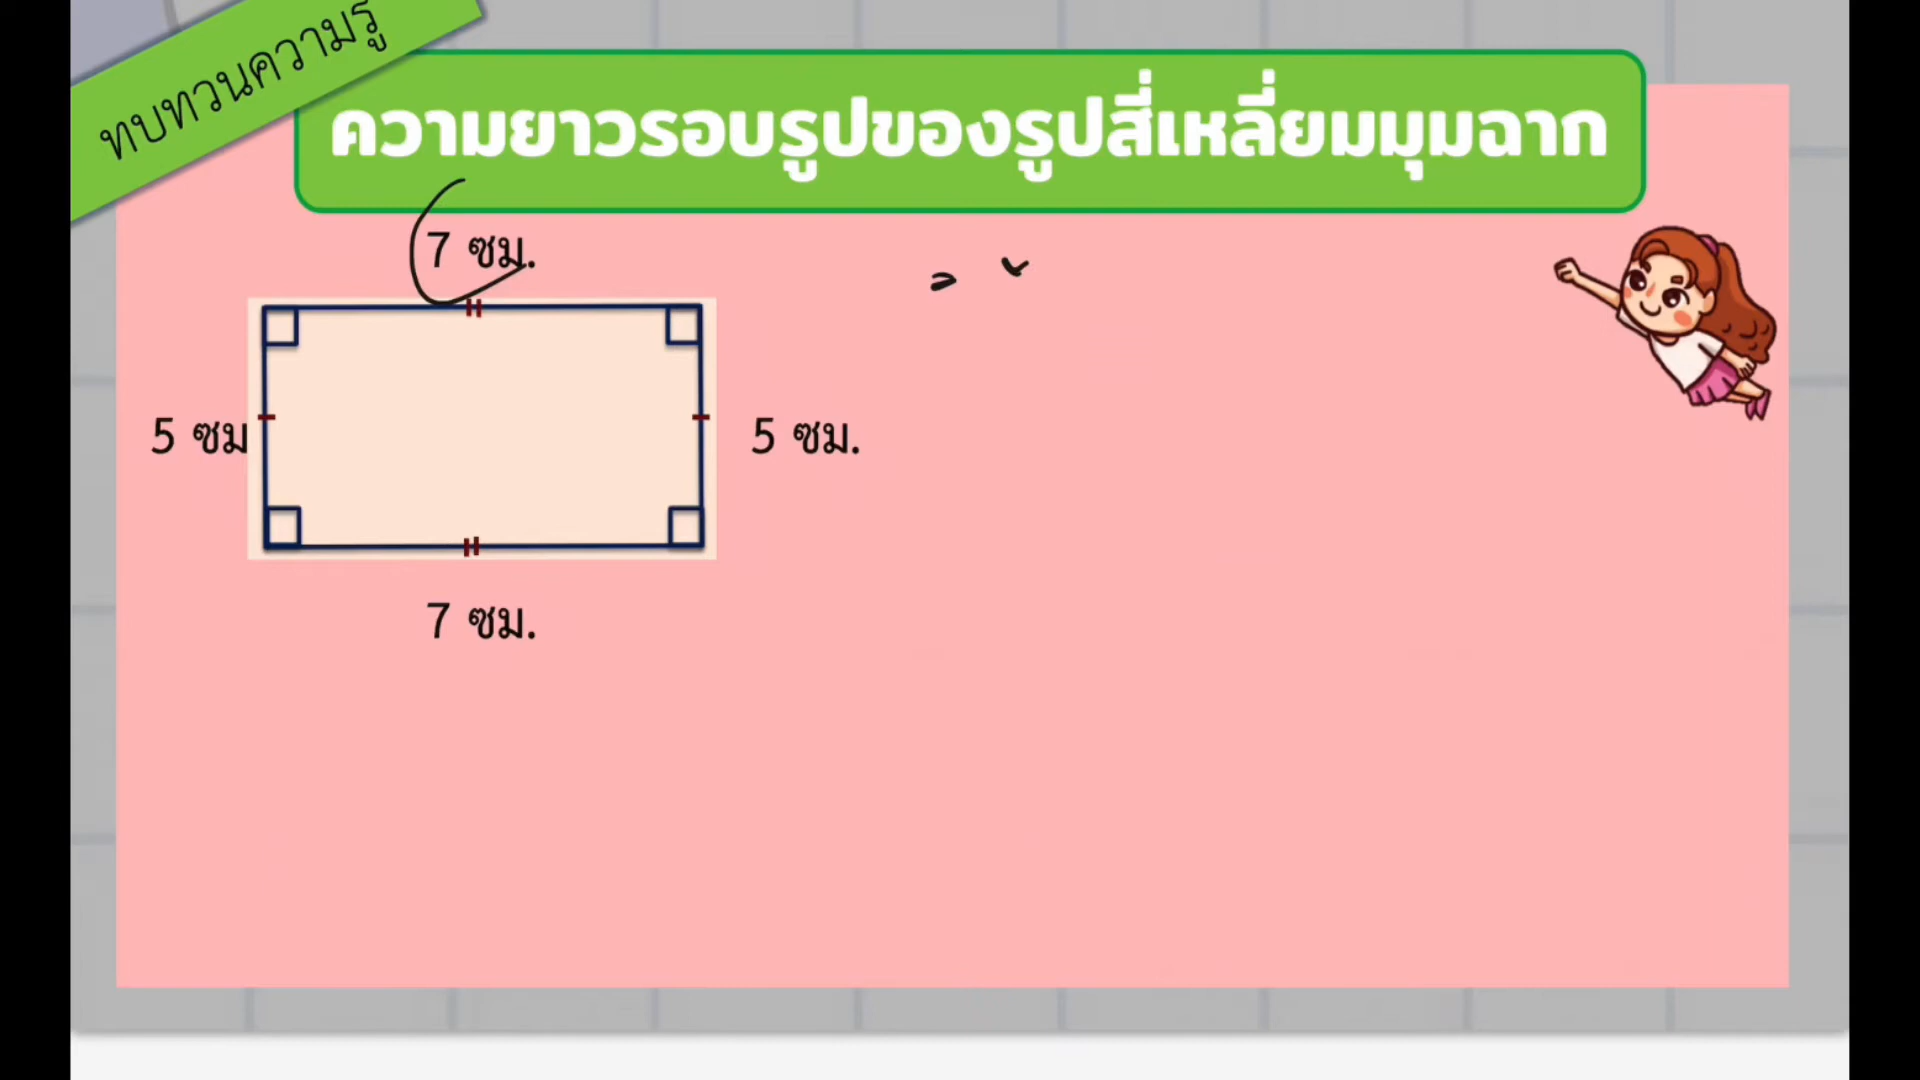 ทบทวนความรู้
ความยาวรอบรูปของรูปสี่เหลี่ยมมุมฉาก
7 ซม.
=
5 ซม
5 ซม.
7 ซม.